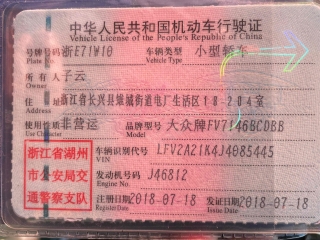 中华人民共和国机动车行驶证
Vehicle License of the People's Republic of China
号牌号码 浙E71W10 车辆类型 小型轿车
Plate No. Vehicle Type
所有人 子云
Owner
住址 浙江省长兴县雉城街道电厂生活区18-204室
Address
使用性质 非营运 品牌型号 大众牌FV7146BCDBB
Use Character Model
浙江省湖州
市公安局交
通警察支队
车辆识别代号 LFV2A21K4J4085445
VIN
发动机号码 J46812
Engine No.
注册日期 2018-07-18 发证日期 2018-07-18
Register Date Issue Date